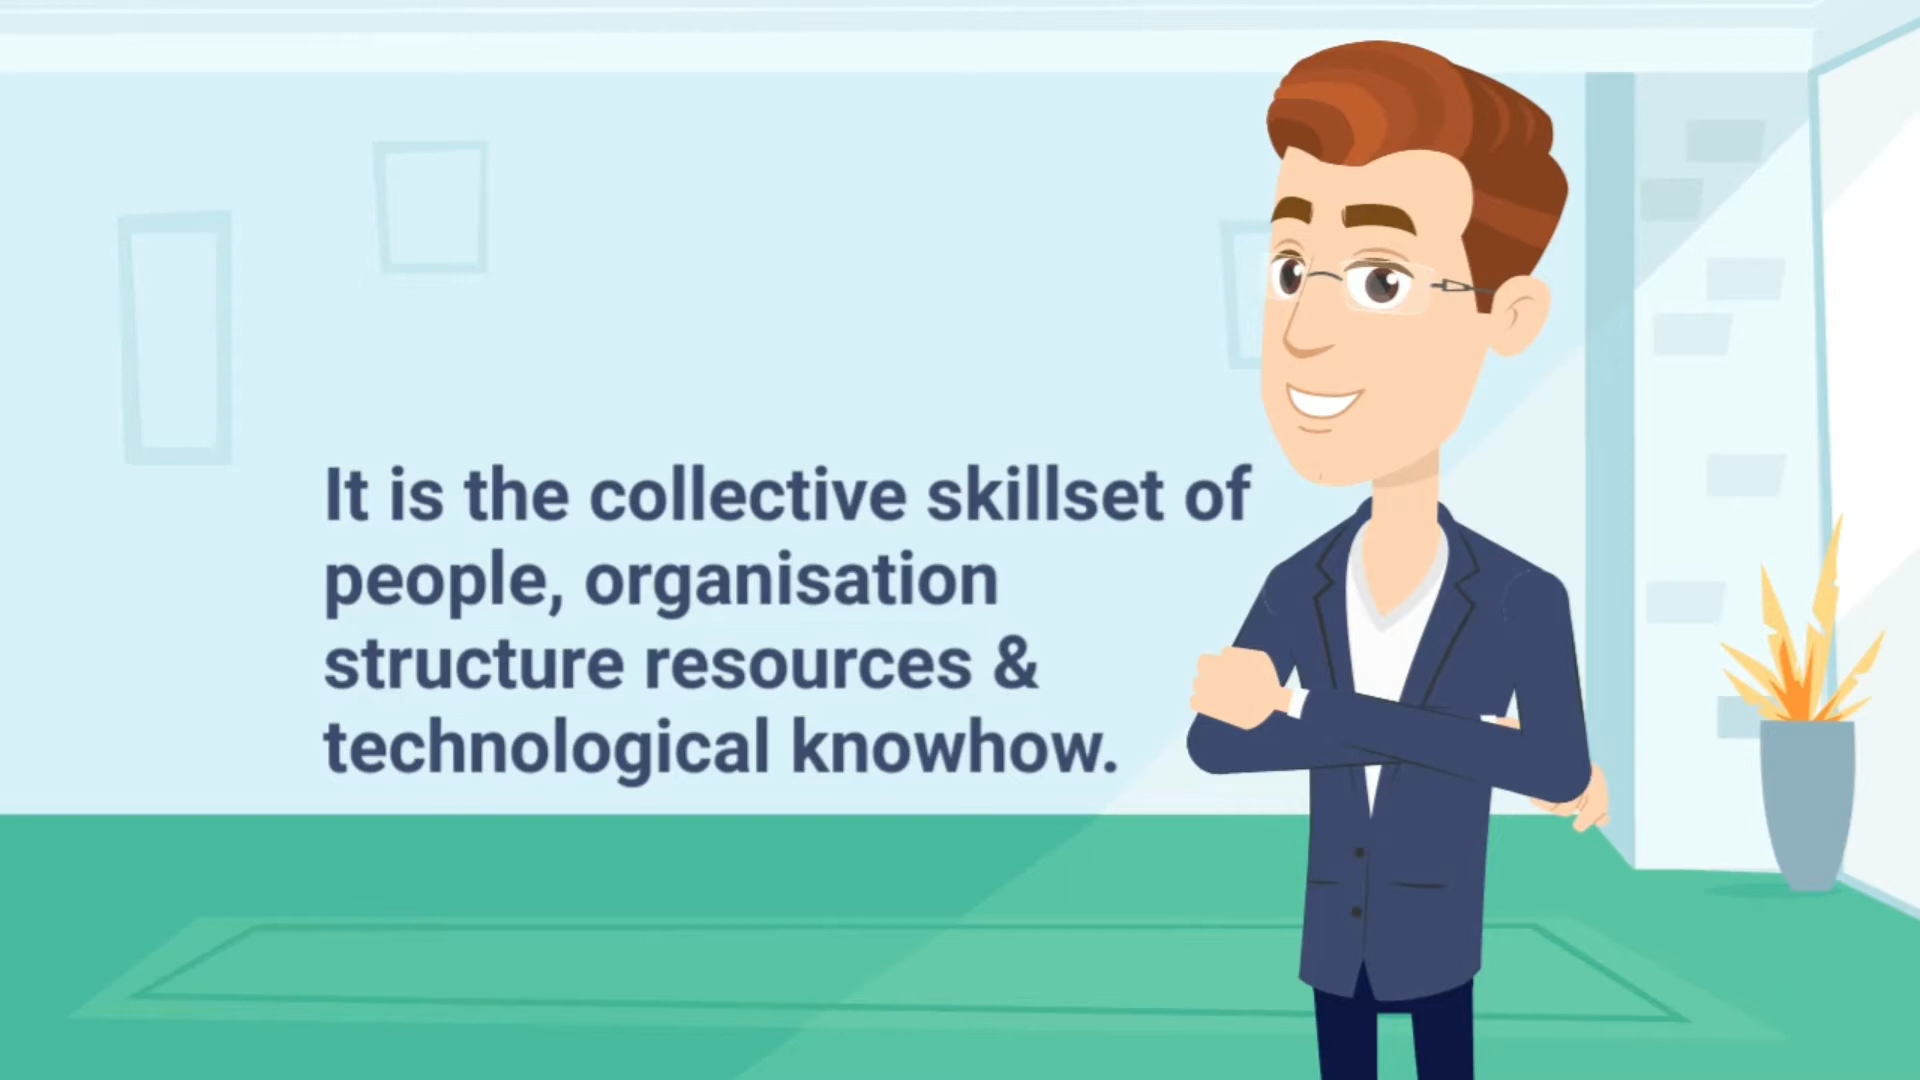 It is the collective skillset of
people, organisation
structure resources &
technological knowhow.